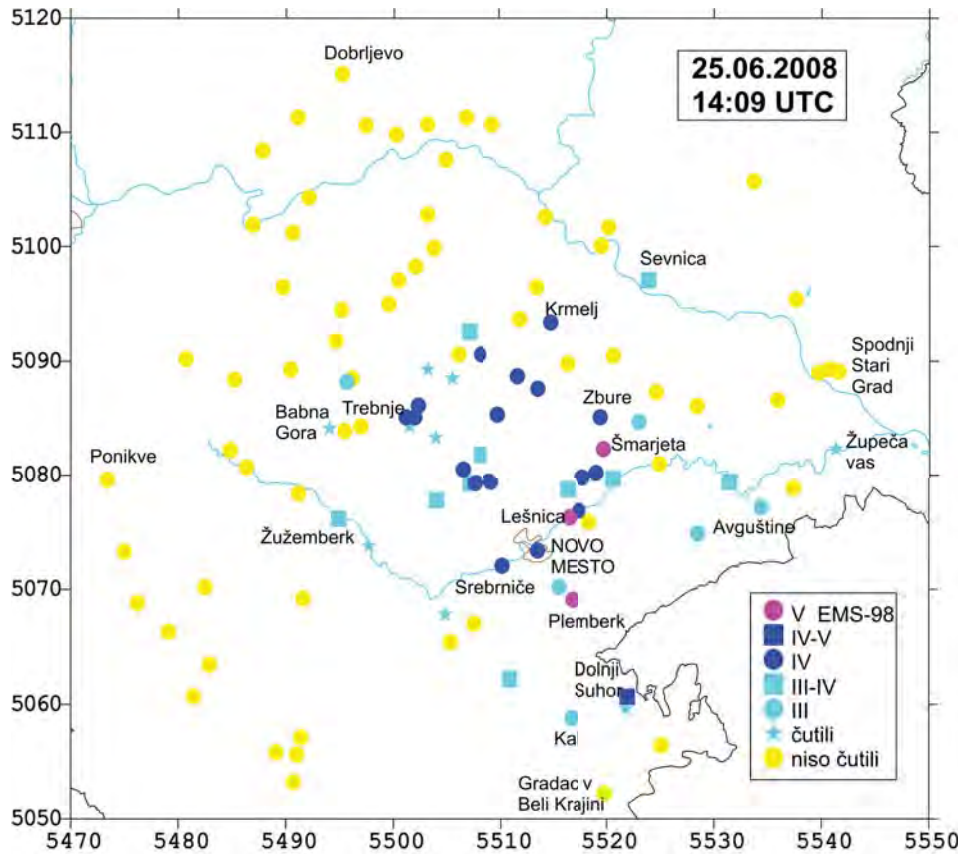 5120
5110
5100
5090
5080
5070
5060
5050
5470
5480
5490
5500
5510
5520
5530
5540
5550
25.06.2008
14:09 UTC
Dobrljevo
Sevnica
Krmelj
Spodnji
Stari
Grad
Zbure
Trebnje
Babna
Gora
Šmarjeta
Župeča
vas
Ponikve
Lešnica
Avguštine
Žužemberk
NOVO
MESTO
Srebrniče
Plemberk
Dolnji
Suhor
Kal
Gradac v
Beli Krajini
V EMS-98
IV-V
IV
III-IV
III
čutili
niso čutili